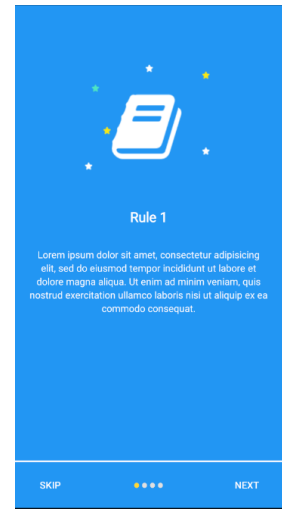 Rule 1
Lorem ipsum dolor sit amet, consectetur adipisicing
elit, sed do eiusmod tempor incididunt ut labore et
dolore magna aliqua. Ut enim ad minim veniam, quis
nostrud exercitation ullamco laboris nisi ut aliquip ex ea
commodo consequat.
SKIP
NEXT